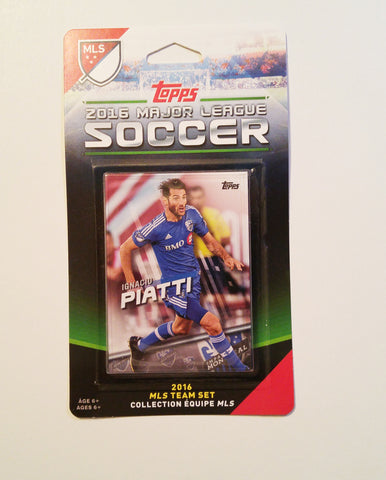 MLS
Topps
2016 MAJOR LEAGUE
SOCCER
Topps
BMO
IGNACIO
PIATTI
2016
MLS TEAM SET
COLLECTION ÉQUIPE MLS
ÂGE 6+
AGES 6+